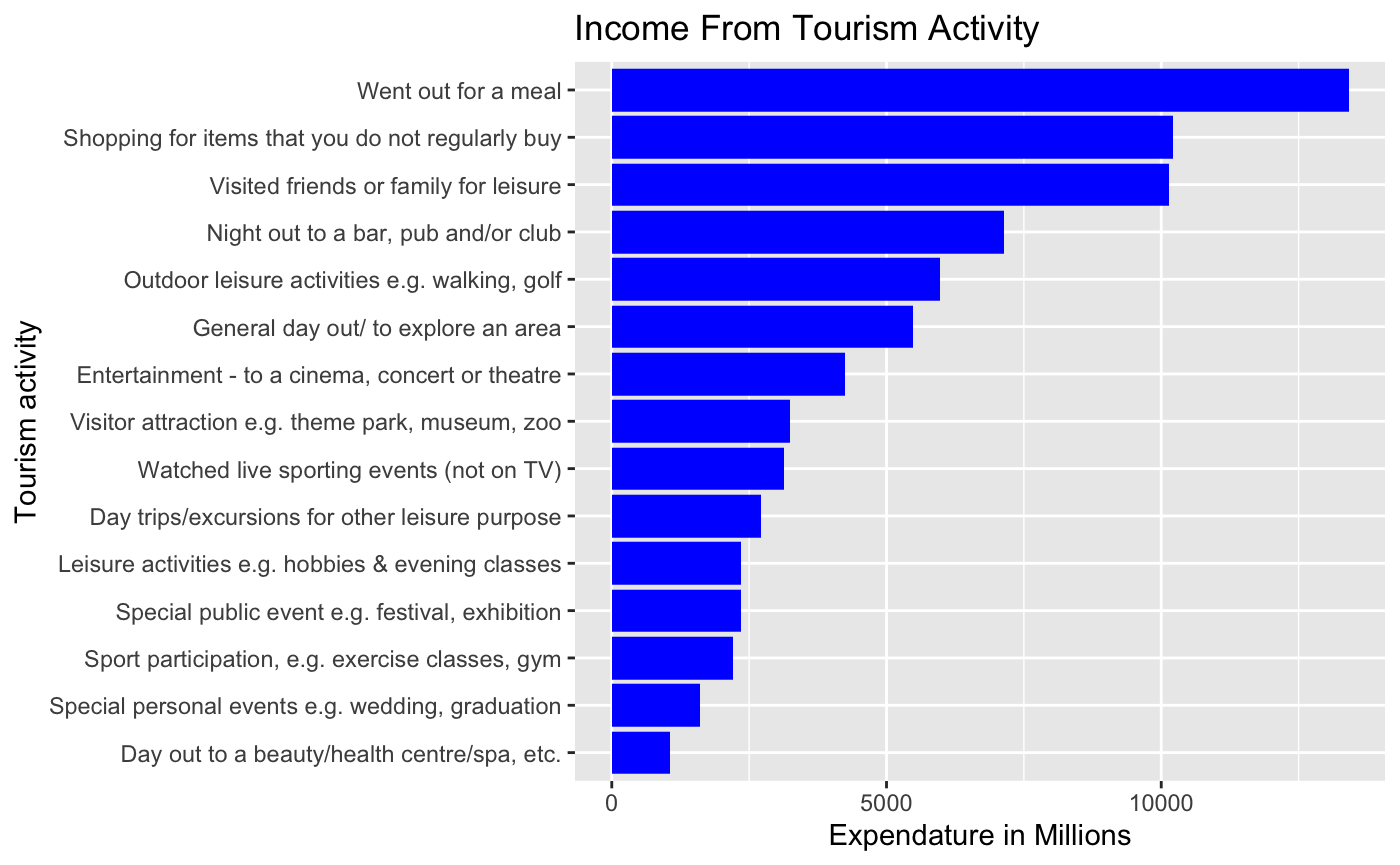 Income From Tourism Activity
Went out for a meal
Shopping for items that you do not regularly buy
Visited friends or family for leisure
Night out to a bar, pub and/or club
Outdoor leisure activities e.g. walking, golf
General day out/ to explore an area
Entertainment - to a cinema, concert or theatre
Visitor attraction e.g. theme park, museum, zoo
Watched live sporting events (not on TV)
Day trips/excursions for other leisure purpose
Leisure activities e.g. hobbies & evening classes
Special public event e.g. festival, exhibition
Sport participation, e.g. exercise classes, gym
Special personal events e.g. wedding, graduation
Day out to a beauty/health centre/spa, etc.
Tourism activity
0 5000 10000
Expendature in Millions